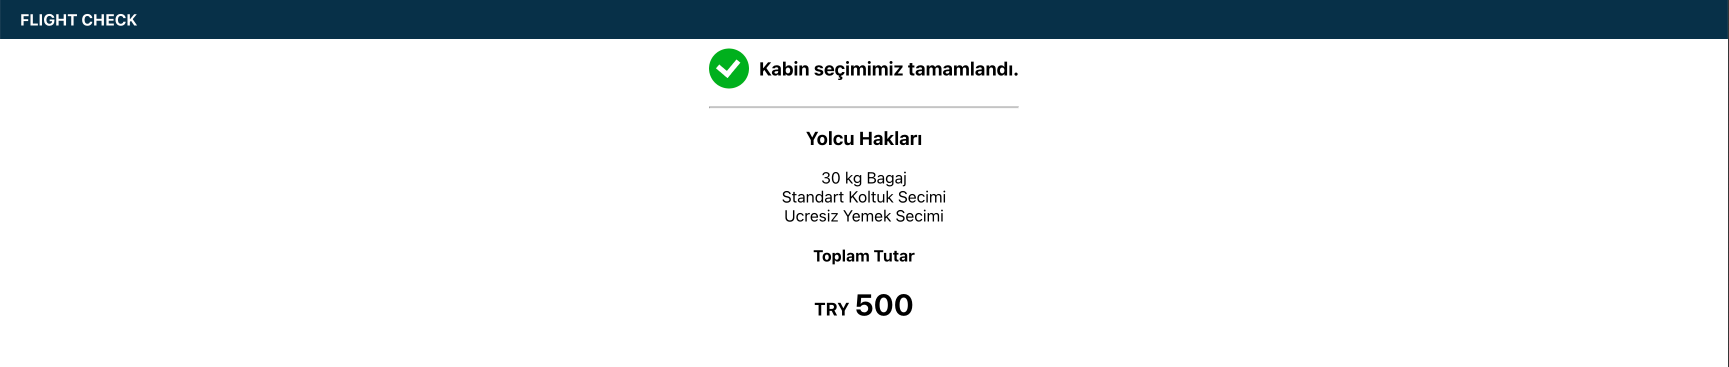 FLIGHT CHECK
Kabin seçimimiz tamamlandı.
Yolcu Hakları
30 kg Bagaj
Standart Koltuk Secimi
Ucresiz Yemek Secimi
Toplam Tutar
TRY 500